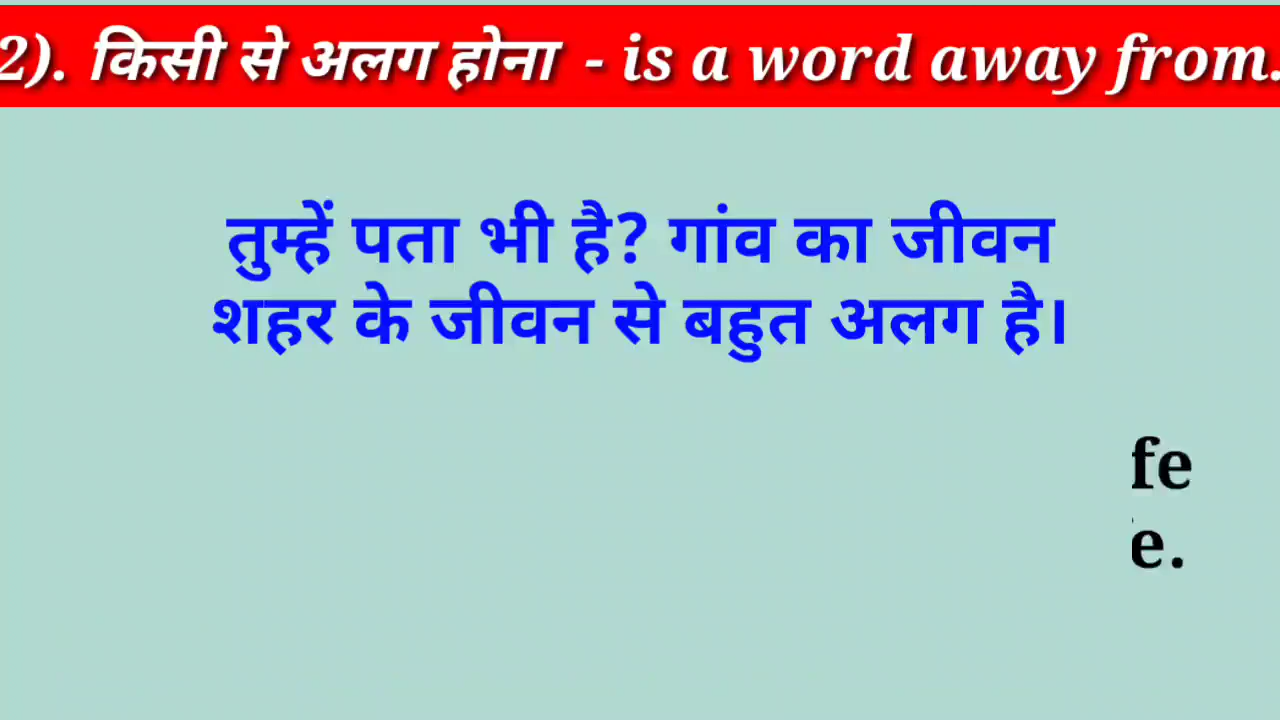 2). किसी से अलग होना - is a word away from.
तुम्हें पता भी है? गांव का जीवन
शहर के जीवन से बहुत अलग है।
fe
e.